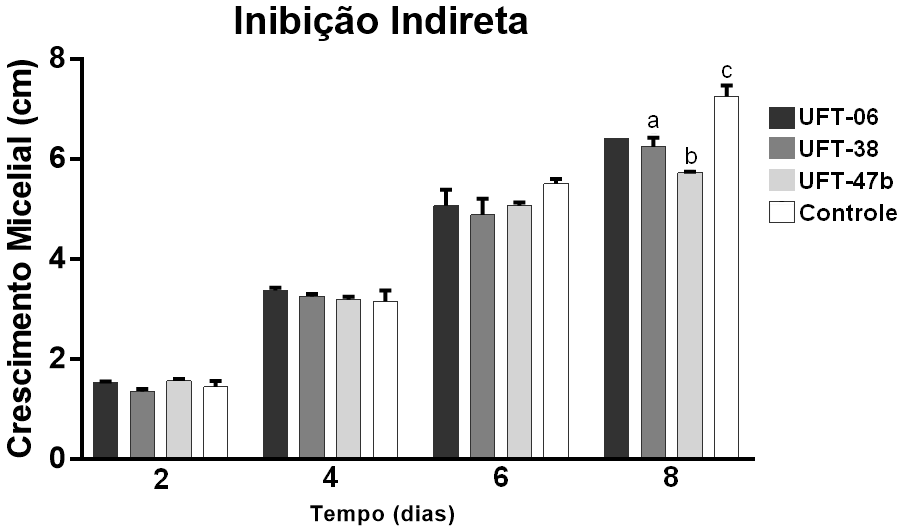 Inibição Indireta
Crescimento Micelial (cm)
8
6
4
2
0
a
b
c
UFT-06
UFT-38
UFT-47b
Controle
2 4 6 8
Tempo (dias)